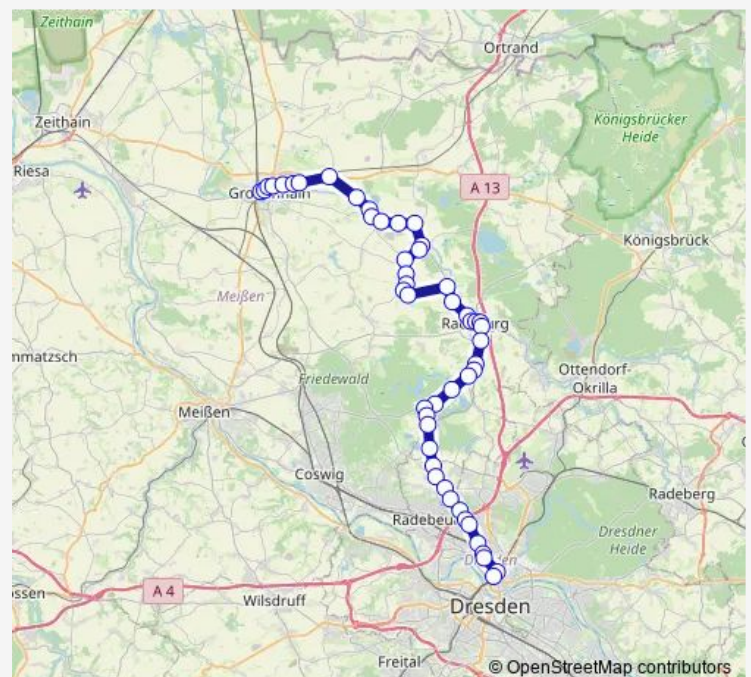 Zeithain
Ortrand
Zeithain
Königsbrücker
Heide
Riesa
A 13
Königsbrück
Meißen
mmatzsch
Ottendorf-
Okrilla
Friedewald
Meißen
Coswig
Radeberg
Radebeu
Dresdner
Heide
A 4
ossen
Wilsdruff
Dresden
Freital
© OpenStreetMap contributors